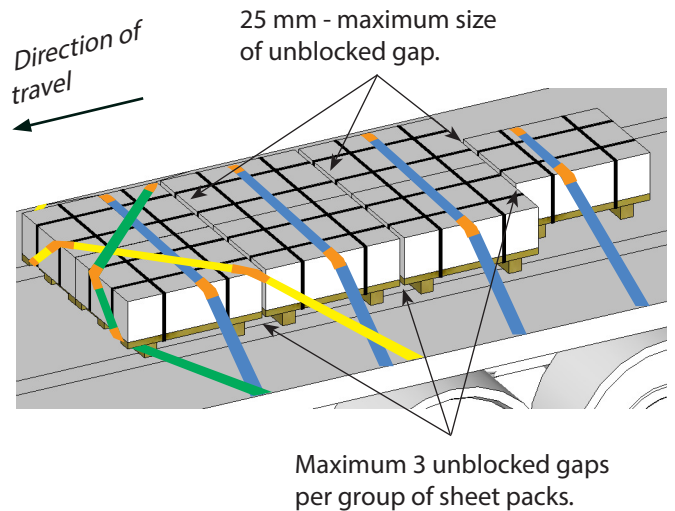 Direction of
travel
25 mm - maximum size
of unblocked gap.
Maximum 3 unblocked gaps
per group of sheet packs.